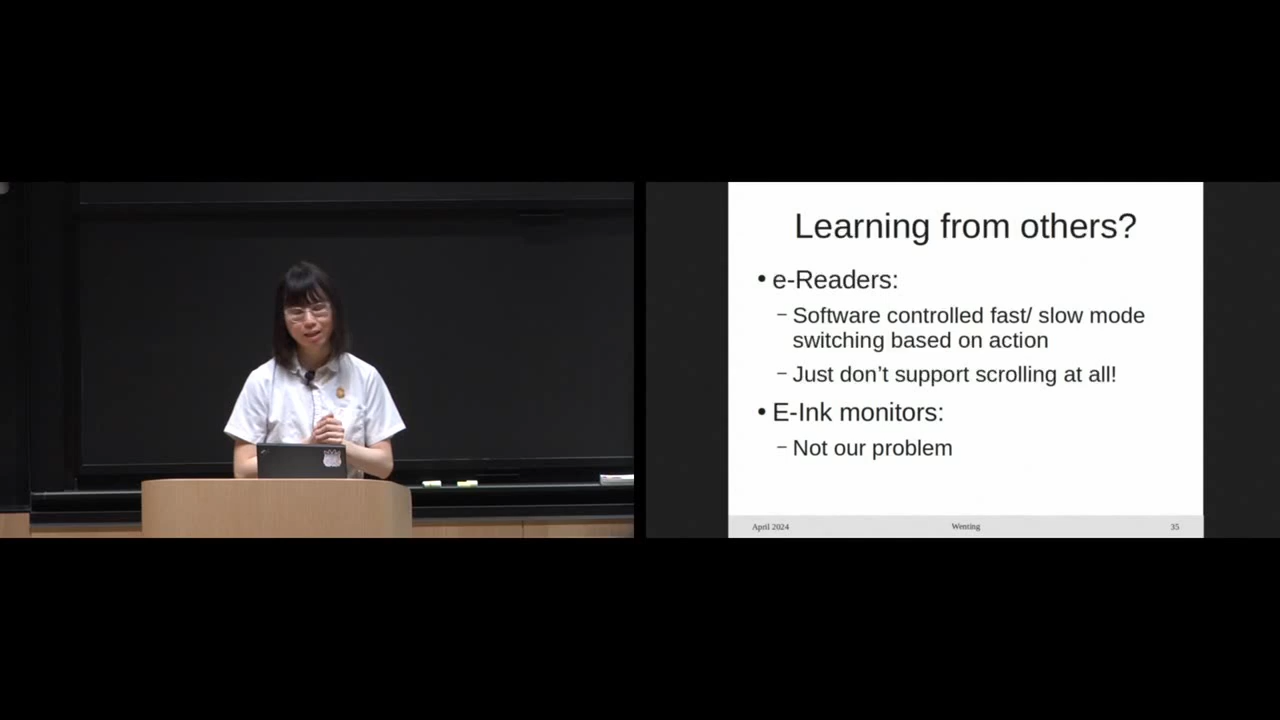 Learning from others?
• e-Readers:
– Software controlled fast/ slow mode
switching based on action
– Just don’t support scrolling at all!
• E-Ink monitors:
– Not our problem
April 2024 Wenting 35